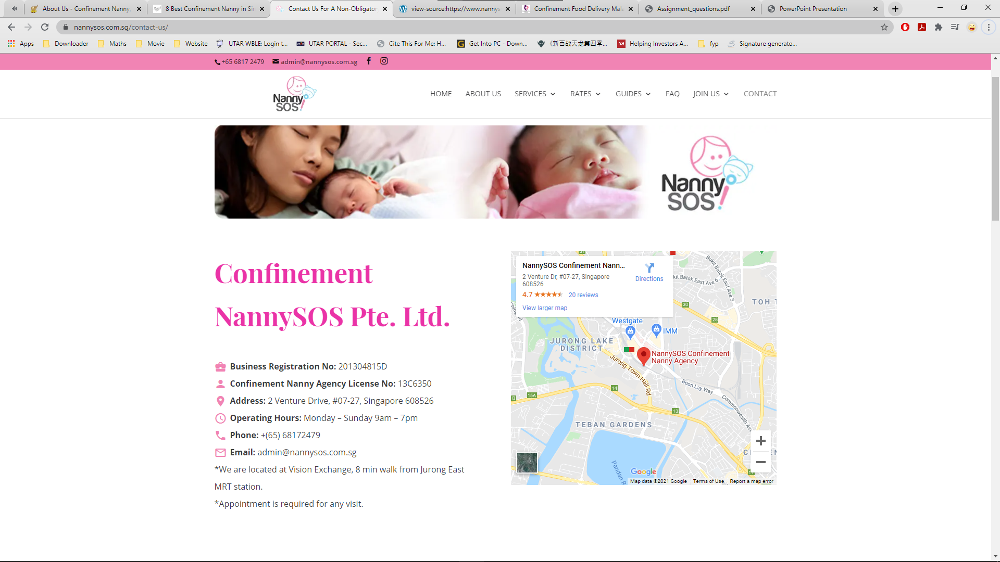 About Us - Confinement Nanny
8 Best Confinement Nanny in Sin
Contact Us For A Non-Obligator
view-source:https://www.nannys
Confinement Food Delivery Mala
Assignment_questions.pdf
PowerPoint Presentation
nannysos.com.sg/contact-us/
Apps
Downloader
Maths
Movie
Website
UTAR WBLE: Login t...
UTAR PORTAL - Sec...
Cite This For Me: H...
Get Into PC - Down...
《新百战天龙第四季...
Helping Investors A...
fyp
Signature generato...
+65 6817 2479
admin@nannysos.com.sg
Nanny
SOS!
HOME
ABOUT US
SERVICES
RATES
GUIDES
FAQ
JOIN US
CONTACT
Nanny
SOS!
Confinement
NannySOS Pte. Ltd.
Business Registration No: 201304815D
Confinement Nanny Agency License No: 13C6350
Address: 2 Venture Drive, #07-27, Singapore 608526
Operating Hours: Monday – Sunday 9am – 7pm
Phone: +(65) 68172479
Email: admin@nannysos.com.sg
*We are located at Vision Exchange, 8 min walk from Jurong East
MRT station.
*Appointment is required for any visit.
NannySOS Confinement Nann...
2 Venture Dr, #07-27, Singapore
608526
4.7
20 reviews
View larger map
Directions
Bukit Batok East Ave 3
kit Batok East Ave 6
TOH T
30
28
Westgate
IMM
JURONG LAKE
DISTRICT
NannySOS Confinement
Nanny Agency
Jurong Town Hall Rd
Boon Lay Way
Commonwealth Ave
14
15A
B
13
TEBAN GARDENS
Pandan R
Google
Map data ©2021 Google
Terms of Use
Report a map error